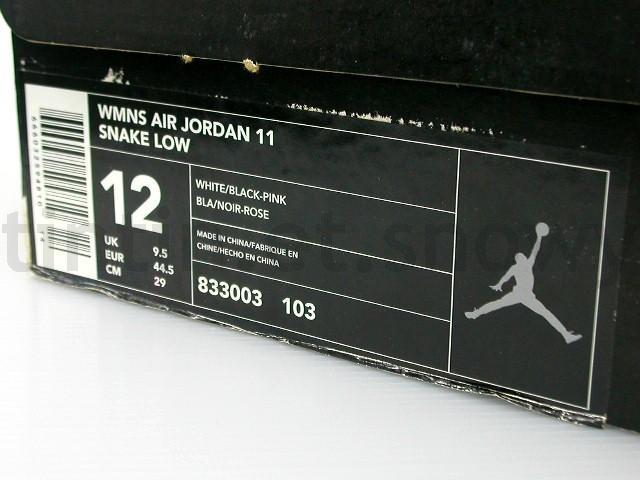 WMNS AIR JORDAN 11
SNAKE LOW
12
UK 9.5
EUR 44.5
CM 29
WHITE/BLACK-PINK
BLA/NOIR-ROSE
MADE IN CHINA/FABRIQUE EN
CHINE/HECHO EN CHINA
833003 103